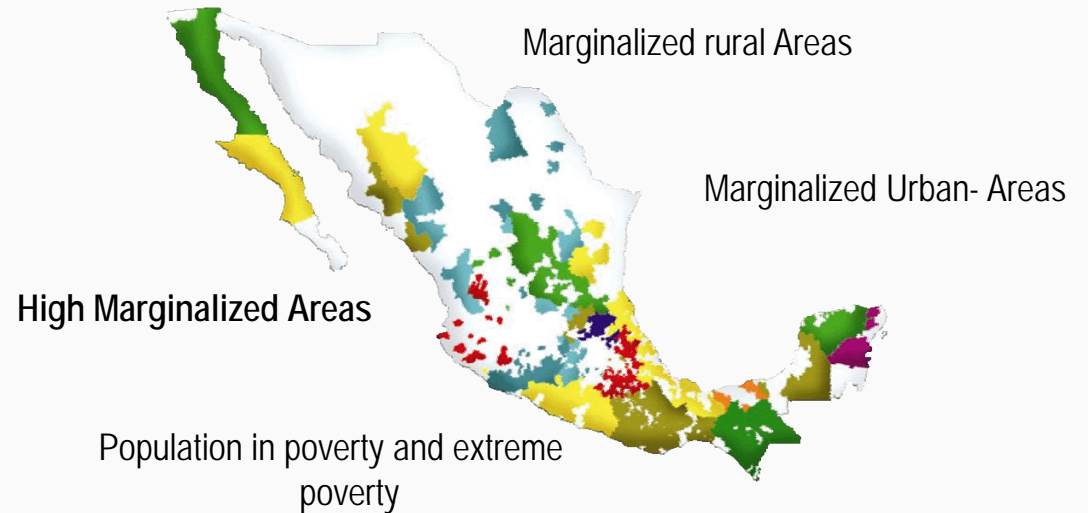 Marginalized rural Areas
Marginalized Urban- Areas
High Marginalized Areas
Population in poverty and extreme
poverty